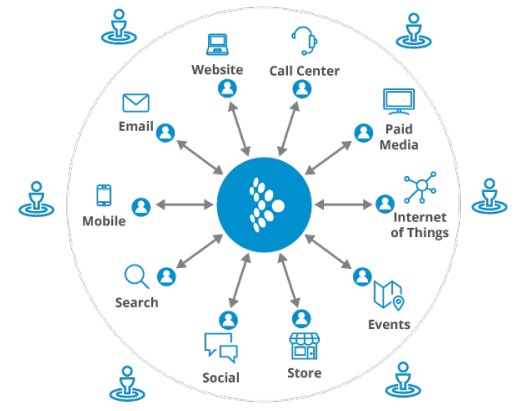 Website
Call Center
Email
Paid
Media
Mobile
Internet
of Things
Search
Events
Social
Store